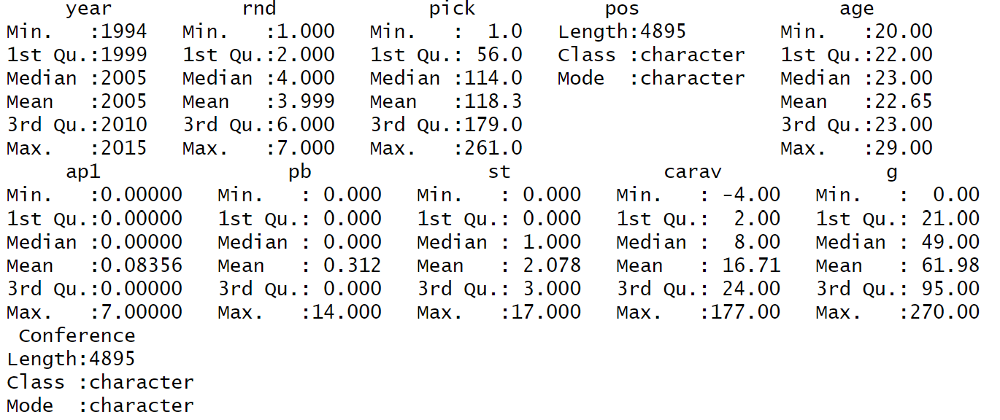 year           rnd             pick           pos                 age
Min.   :1994   Min.   :1.000   Min.   :  1.0   Length:4895        Min.   :20.00
1st Qu.:1999   1st Qu.:2.000   1st Qu.: 56.0   Class :character   1st Qu.:22.00
Median :2005   Median :4.000   Median :114.0   Mode  :character   Median :23.00
Mean   :2005   Mean   :3.999   Mean   :118.3                      Mean   :22.65
3rd Qu.:2010   3rd Qu.:6.000   3rd Qu.:179.0                      3rd Qu.:23.00
Max.   :2015   Max.   :7.000   Max.   :261.0                      Max.   :29.00
     ap1                pb               st             carav              g
Min.   :0.00000   Min.   : 0.000   Min.   : 0.000   Min.   : -4.00   Min.   :  0.00
1st Qu.:0.00000   1st Qu.: 0.000   1st Qu.: 0.000   1st Qu.:  2.00   1st Qu.: 21.00
Median :0.00000   Median : 0.000   Median : 1.000   Median :  8.00   Median : 49.00
Mean   :0.08356   Mean   : 0.312   Mean   : 2.078   Mean   : 16.71   Mean   : 61.98
3rd Qu.:0.00000   3rd Qu.: 0.000   3rd Qu.: 3.000   3rd Qu.: 24.00   3rd Qu.: 95.00
Max.   :7.00000   Max.   :14.000   Max.   :17.000   Max.   :177.00   Max.   :270.00
 Conference
Length:4895
Class :character
Mode  :character